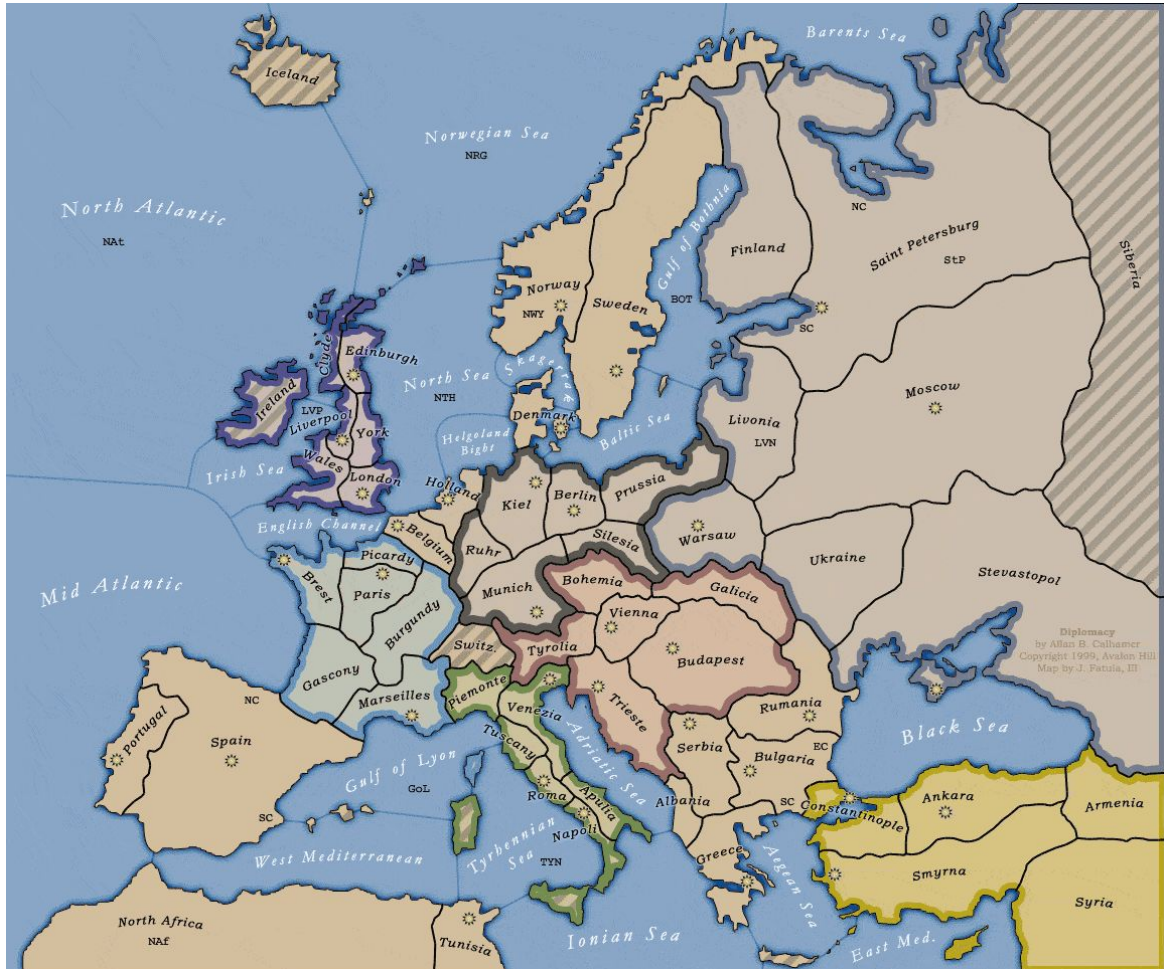 Barents Sea
Iceland
Norwegian Sea
NRG
North Atlantic
NAt
NC
Gulf of Bothnia
BOT
Finland
Saint Petersburg
StP
Siberia
Norway
NWY
Sweden
SC
Clyde
Edinburgh
North Sea
NTH
Skagerrak
Moscow
Ireland
LVP
Liverpool
York
Denmark
Baltic Sea
Livonia
LVN
Helgoland
Bight
Irish Sea
Wales
London
Holland
Kiel
Berlin
Prussia
English Channel
Belgium
Ruhr
Silesia
Warsaw
Ukraine
Stevastopol
Mid Atlantic
Brest
Picardy
Paris
Burgundy
Munich
Bohemia
Galicia
Vienna
Switz.
Tyrolia
Budapest
Diplomacy
by Allan B. Calhamer
Copyright 1999, Avalon Hill
Map by J. Fatula, III
Gascony
Marseilles
Piemonte
Venezia
Trieste
Rumania
NC
Portugal
Spain
SC
Gulf of Lyon
GoL
Tuscany
Roma
Apulia
Napoli
Adriatic Sea
Serbia
Bulgaria
EC
SC
Black Sea
Albania
Constantinople
Ankara
Armenia
West Mediterranean
Tyrhennian
Sea
TYN
Greece
Aegean Sea
Smyrna
Syria
North Africa
NAf
Tunisia
Ionian Sea
East Med.